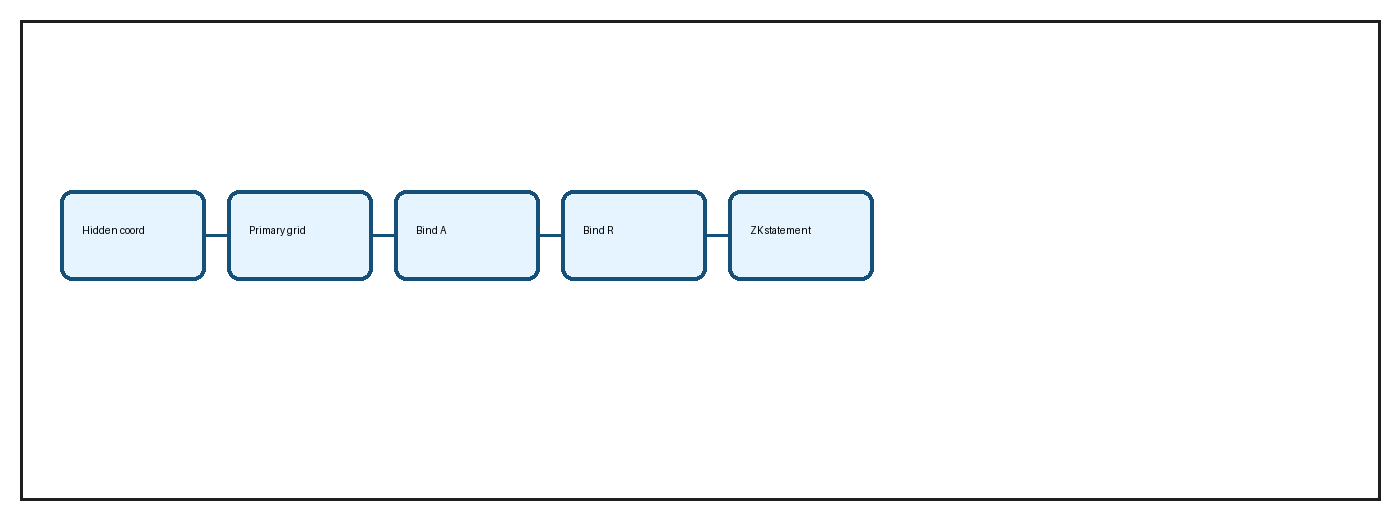 Hidden coord
Primary grid
Bind A
Bind R
ZK statement